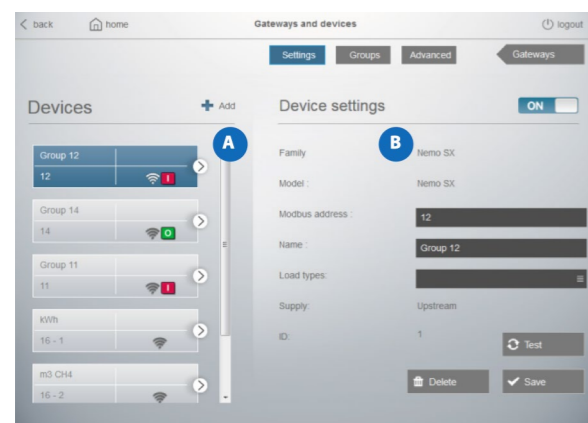 back
home
Gateways and devices
logout
Settings
Groups
Advanced
Gateways
Devices
Add
Device settings
ON
A
B
Group 12
12
I
Group 14
14
O
Group 11
11
I
kWh
16 - 1
m3 CH4
16 - 2
Family
Nemo SX
Model :
Nemo SX
Modbus address :
12
Name :
Group 12
Load types:
Supply:
Upstream
ID:
1
Test
Delete
Save